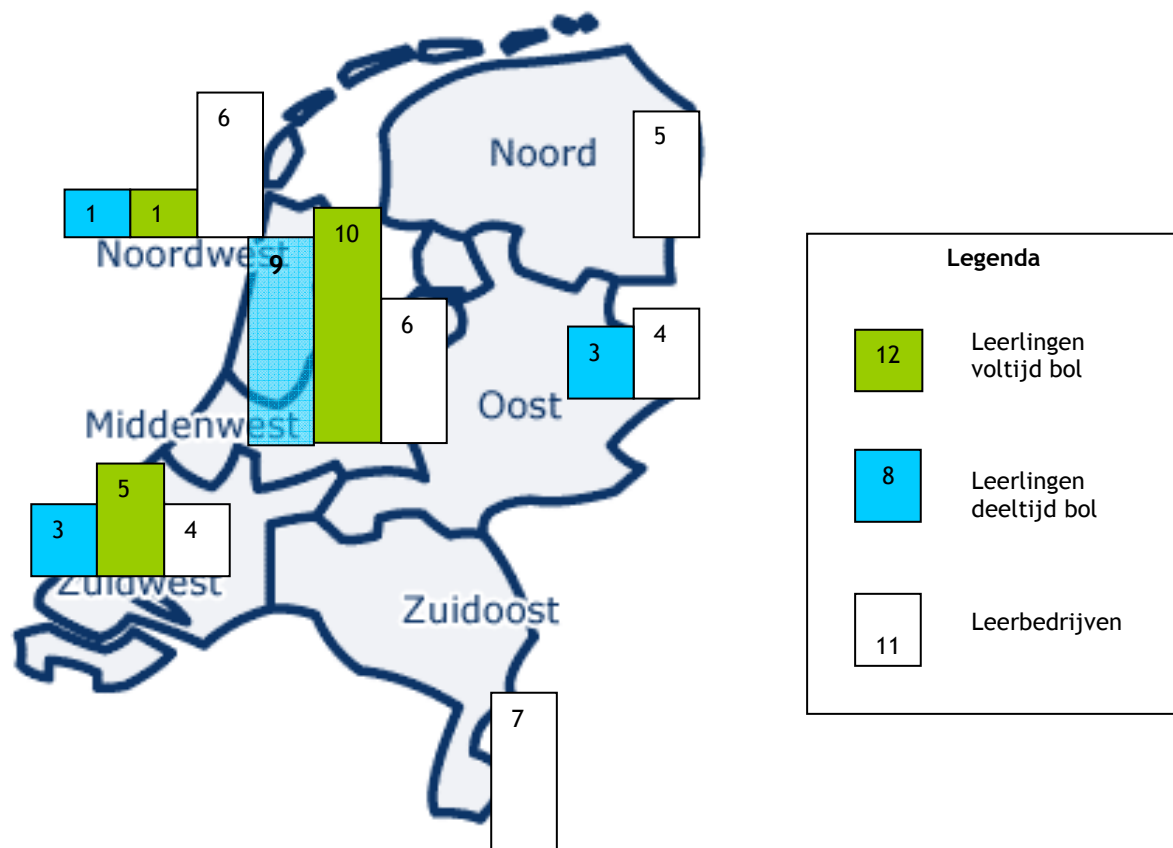 6
5
Noord
1
1
10
Noordwest
9
6
3
4
Oost
Middenwest
5
3
4
Zuidwest
Zuidoost
7
Legenda
12
Leerlingen
voltijd bol
8
Leerlingen
deeltijd bol
11
Leerbedrijven